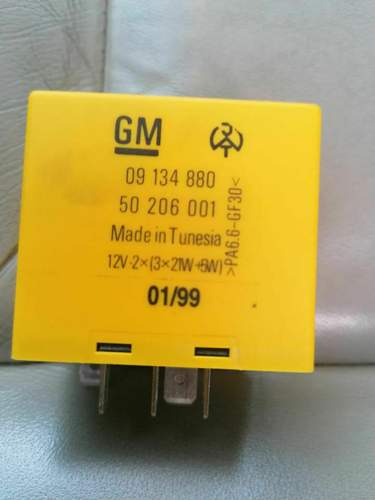 GM
09 134 880
50 206 001
Made in Tunesia
12V-2×(3×21W+5W)
01/99
>PA6.6-GF30<